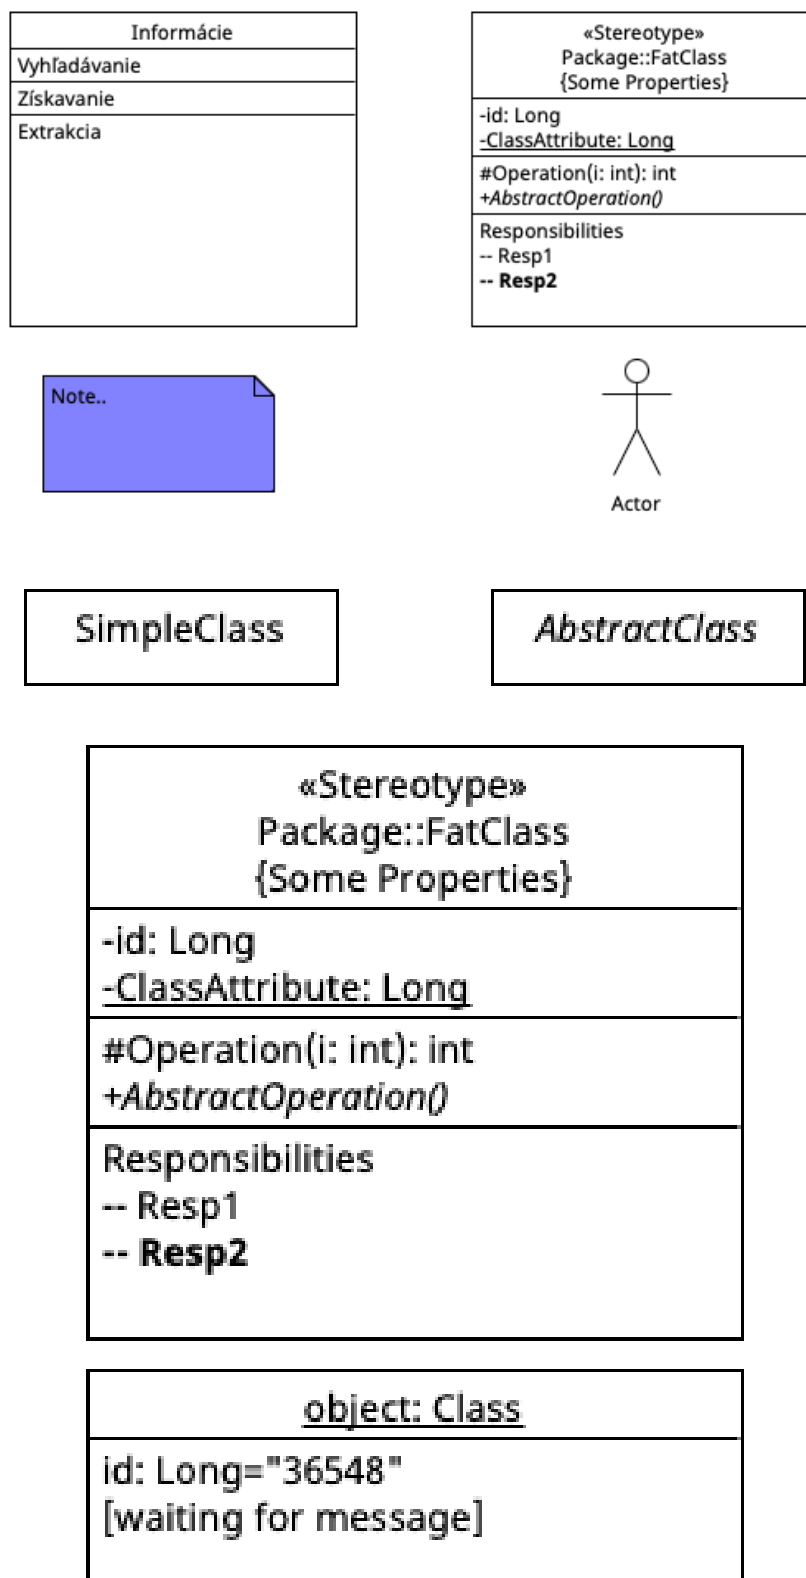 Informácie
Vyhľadávanie
Získavanie
Extrakcia
«Stereotype»
Package::FatClass
{Some Properties}
-id: Long
-ClassAttribute: Long
#Operation(i: int): int
+AbstractOperation()
Responsibilities
-- Resp1
-- Resp2
Note..
Actor
SimpleClass
AbstractClass
«Stereotype»
Package::FatClass
{Some Properties}
-id: Long
-ClassAttribute: Long
#Operation(i: int): int
+AbstractOperation()
Responsibilities
-- Resp1
-- Resp2
object: Class
id: Long="36548"
[waiting for message]